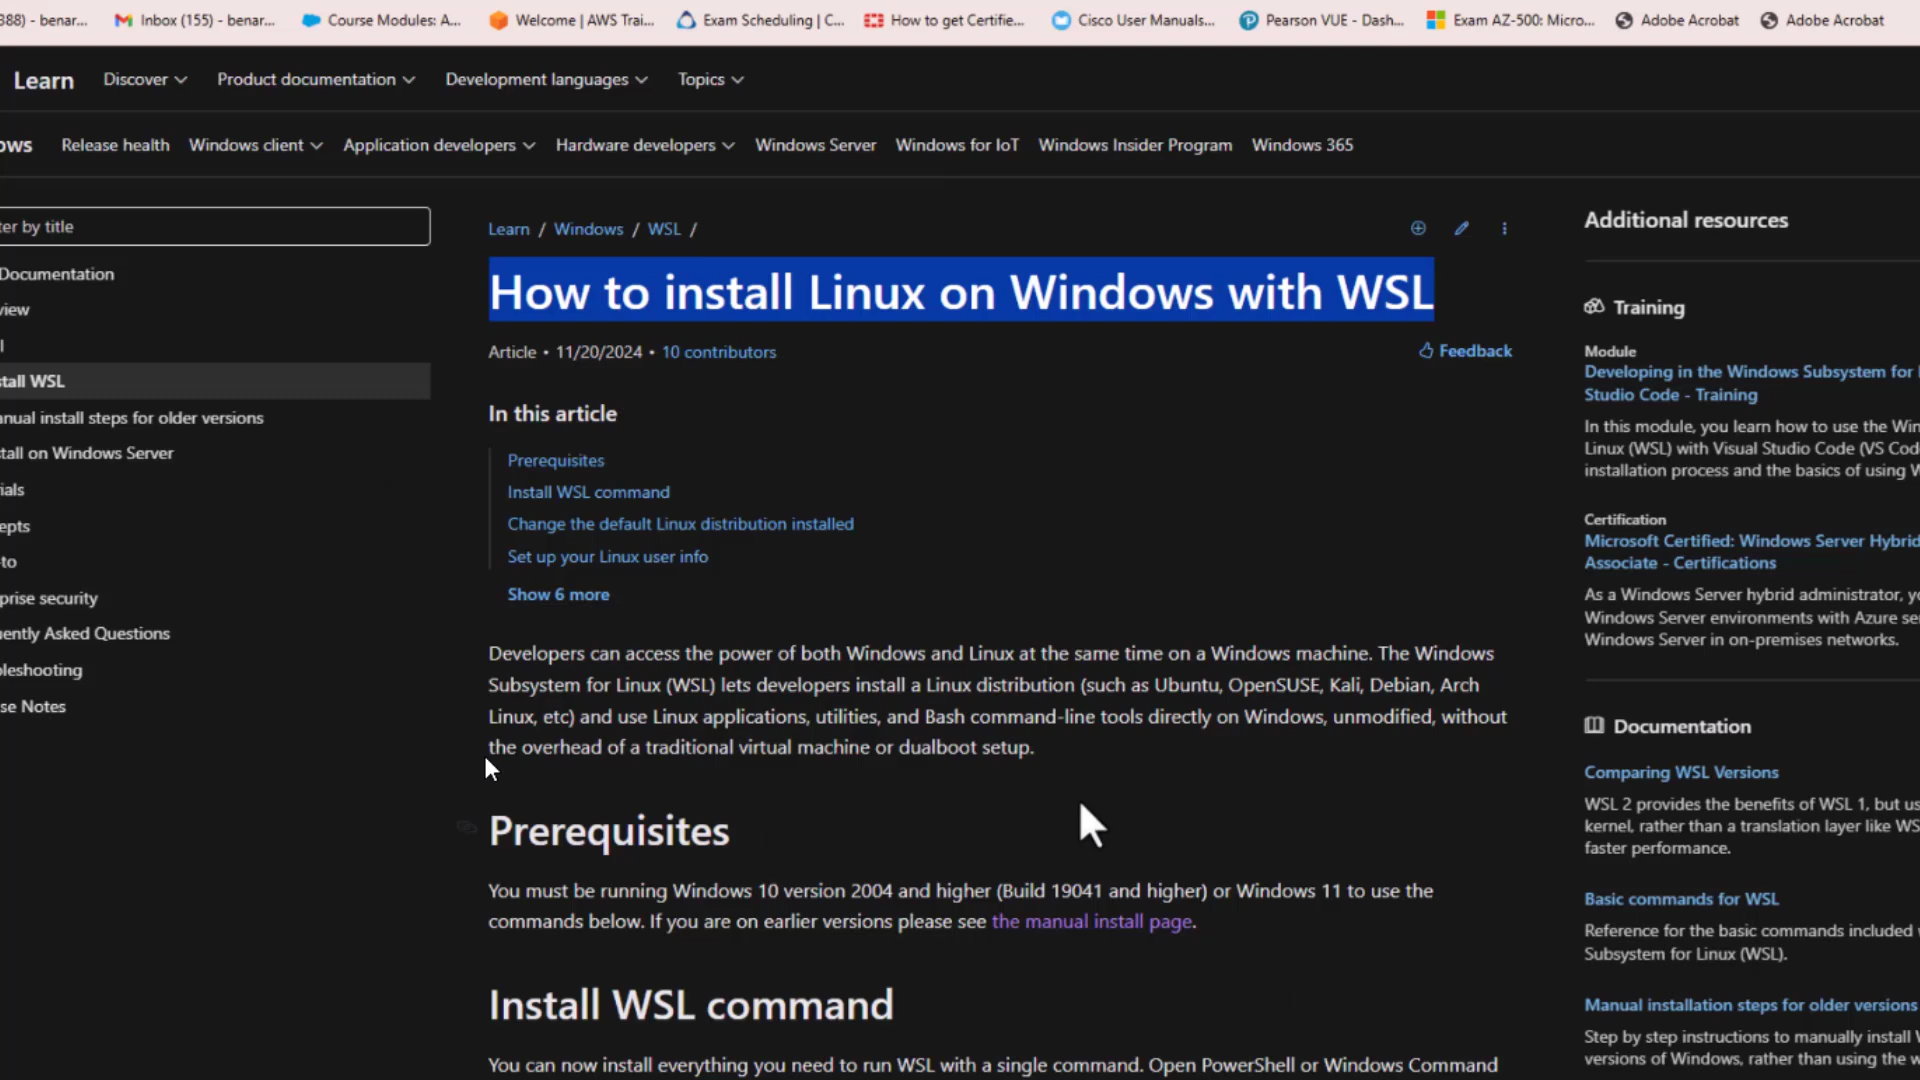 388) - benar...
Inbox (155) - benar...
Course Modules: A...
Welcome | AWS Trai...
Exam Scheduling | C...
How to get Certifie...
Cisco User Manuals...
Pearson VUE - Dash...
Exam AZ-500: Micro...
Adobe Acrobat
Adobe Acrobat
Learn
Discover
Product documentation
Development languages
Topics
ows
Release health
Windows client
Application developers
Hardware developers
Windows Server
Windows for IoT
Windows Insider Program
Windows 365
ter by title
Documentation
view
l
stall WSL
anual install steps for older versions
stall on Windows Server
ials
epts
-to
prise security
uently Asked Questions
bleshooting
se Notes
Learn / Windows / WSL /
How to install Linux on Windows with WSL
Article • 11/20/2024 • 10 contributors
Feedback
In this article
Prerequisites
Install WSL command
Change the default Linux distribution installed
Set up your Linux user info
Show 6 more
Developers can access the power of both Windows and Linux at the same time on a Windows machine. The Windows
Subsystem for Linux (WSL) lets developers install a Linux distribution (such as Ubuntu, OpenSUSE, Kali, Debian, Arch
Linux, etc) and use Linux applications, utilities, and Bash command-line tools directly on Windows, unmodified, without
the overhead of a traditional virtual machine or dualboot setup.
Prerequisites
You must be running Windows 10 version 2004 and higher (Build 19041 and higher) or Windows 11 to use the
commands below. If you are on earlier versions please see the manual install page.
Install WSL command
You can now install everything you need to run WSL with a single command. Open PowerShell or Windows Command
Additional resources
Training
Module
Developing in the Windows Subsystem for
Studio Code - Training
In this module, you learn how to use the Win
Linux (WSL) with Visual Studio Code (VS Cod
installation process and the basics of using W
Certification
Microsoft Certified: Windows Server Hybrid
Associate - Certifications
As a Windows Server hybrid administrator, yo
Windows Server environments with Azure se
Windows Server in on-premises networks.
Documentation
Comparing WSL Versions
WSL 2 provides the benefits of WSL 1, but us
kernel, rather than a translation layer like WS
faster performance.
Basic commands for WSL
Reference for the basic commands included
Subsystem for Linux (WSL).
Manual installation steps for older versions
Step by step instructions to manually install W
versions of Windows, rather than using the w